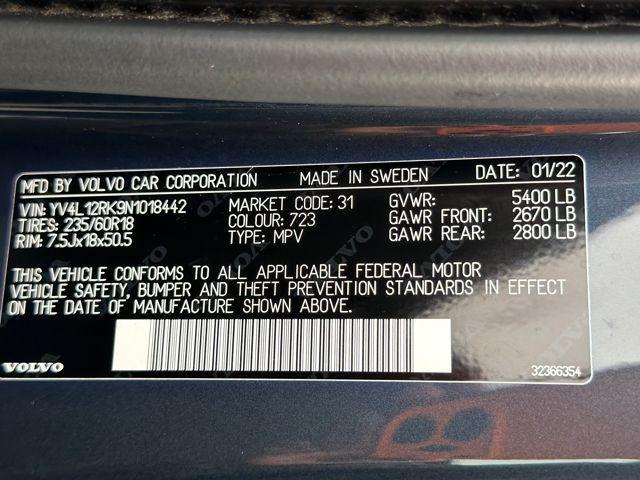 MFD BY VOLVO CAR CORPORATION MADE IN SWEDEN DATE: 01/22
VIN: YV4L12RK9N1018442 MARKET CODE: 31 GVWR: 5400 LB
TIRES: 235/60R18 COLOUR: 723 GAWR FRONT: 2670 LB
RIM: 7.5Jx18x50.5 TYPE: MPV GAWR REAR: 2800 LB
THIS VEHICLE CONFORMS TO ALL APPLICABLE FEDERAL MOTOR
VEHICLE SAFETY, BUMPER AND THEFT PREVENTION STANDARDS IN EFFECT
ON THE DATE OF MANUFACTURE SHOWN ABOVE.
VOLVO 32366354